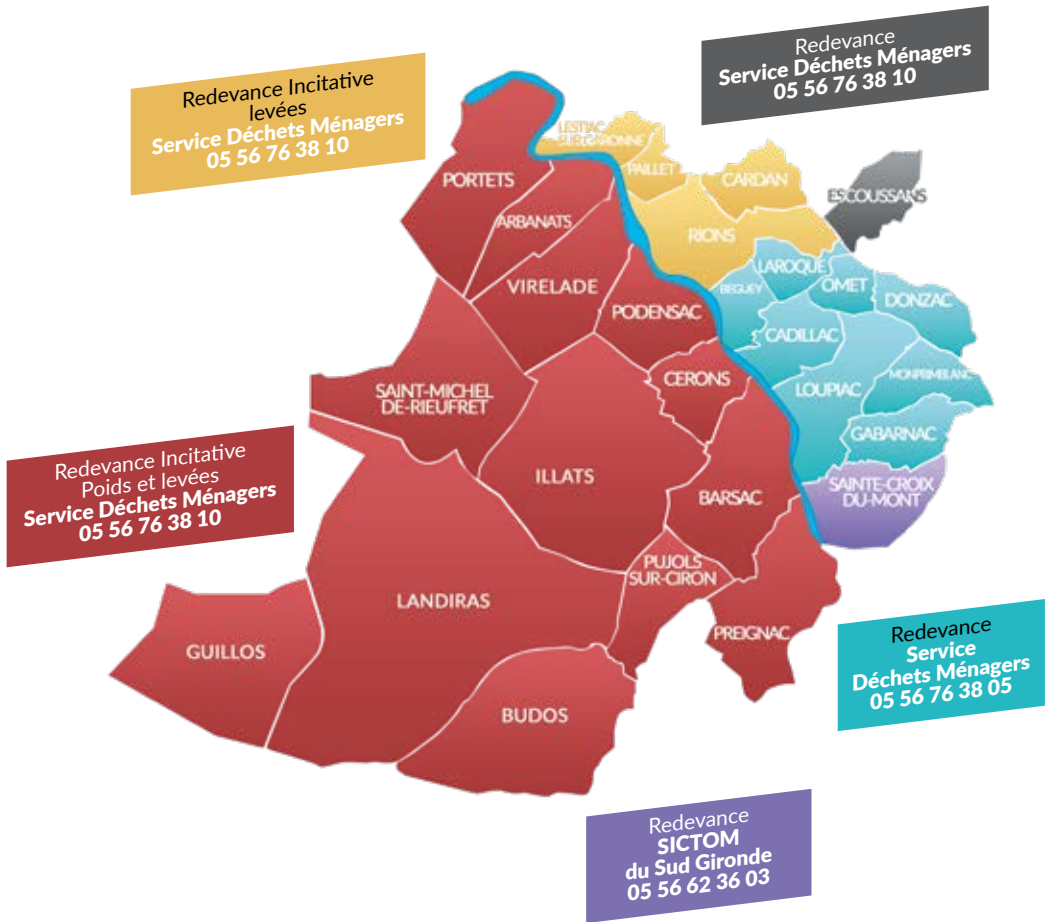 Redevance
Service Déchets Ménagers
05 56 76 38 10
Redevance Incitative
levées
Service Déchets Ménagers
05 56 76 38 10
LESTIAC
SUR GARONNE
PAILLET
CARDAN
ESCOUSSANS
PORTETS
ARBANATS
RIONS
VIRELADE
LAROQUE
BEGUEY
OMET
DONZAC
PODENSAC
CADILLAC
CERONS
LOUPIAC
MONPRIMBLANC
SAINT-MICHEL
DE-RIEUFRET
GABARNAC
ILLATS
BARSAC
SAINTE-CROIX
DU-MONT
Redevance Incitative
Poids et levées
Service Déchets Ménagers
05 56 76 38 10
PUJOLS
SUR-CIRON
LANDIRAS
PREIGNAC
GUILLOS
BUDOS
Redevance
Service
Déchets Ménagers
05 56 76 38 05
Redevance
SICTOM
du Sud Gironde
05 56 62 36 03